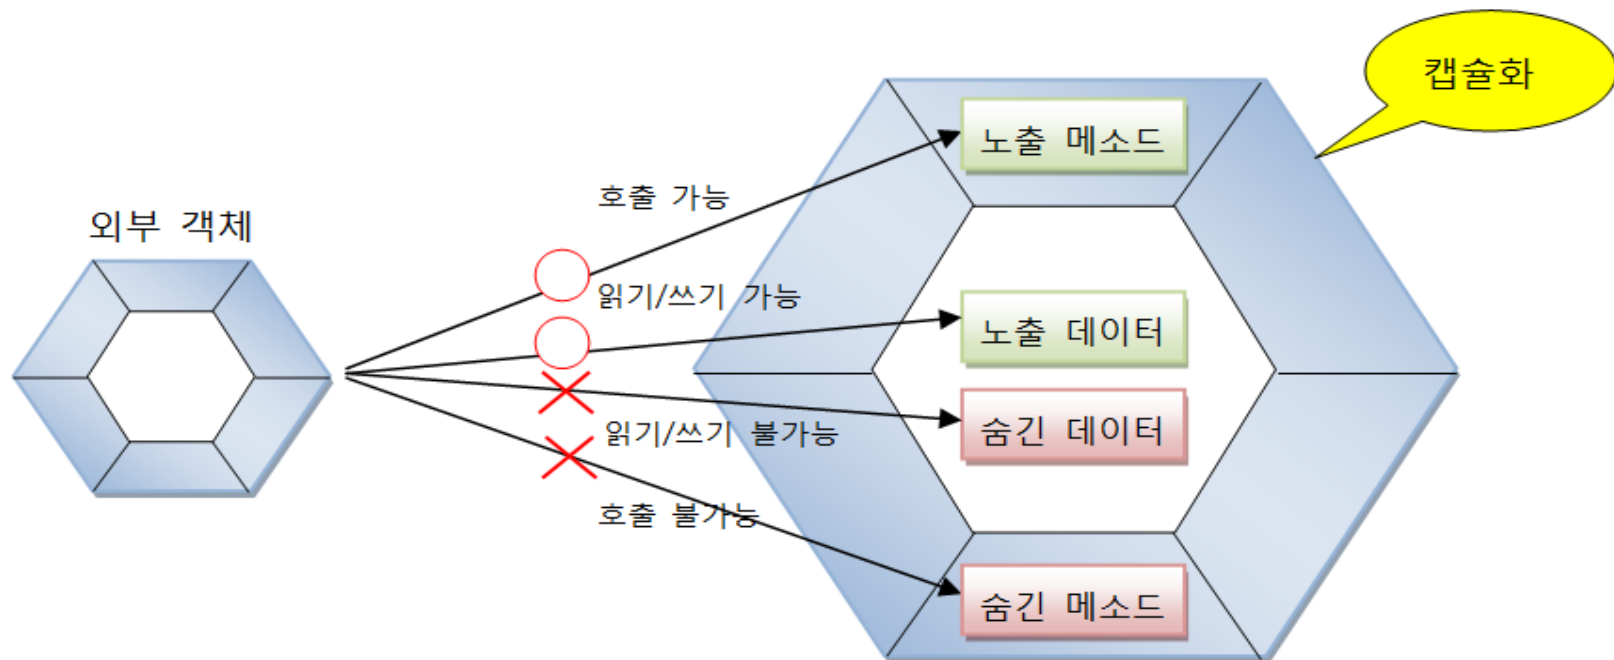 캡슐화
노출 메소드
호출 가능
외부 객체
읽기/쓰기 가능
노출 데이터
숨긴 데이터
읽기/쓰기 불가능
호출 불가능
숨긴 메소드